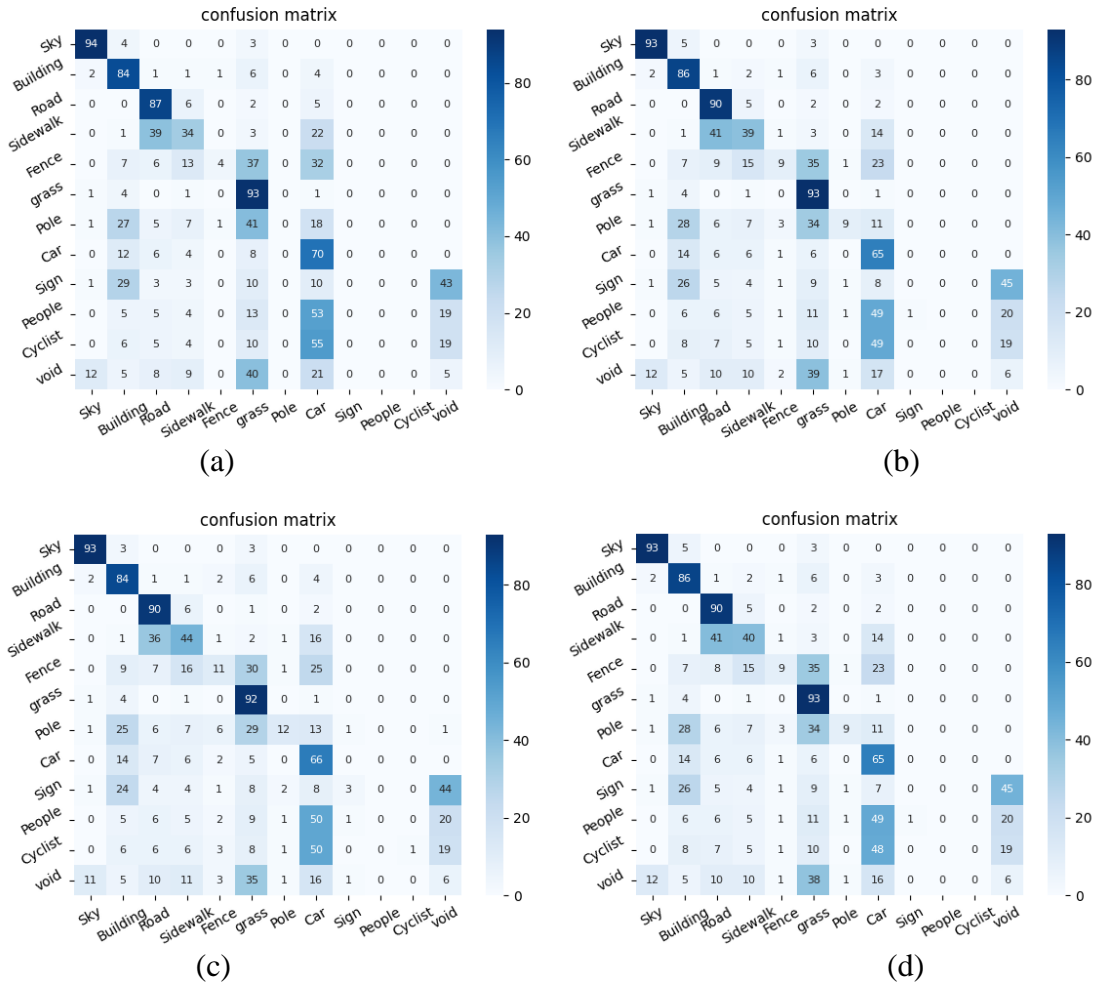 confusion matrix
Sky 94 4 0 0 0 3 0 0 0 0 0 0
Building 2 84 1 1 1 6 0 4 0 0 0 0
Road 0 0 87 6 0 2 0 5 0 0 0 0
Sidewalk 0 1 39 34 0 3 0 22 0 0 0 0
Fence 0 7 6 13 4 37 0 32 0 0 0 0
grass 1 4 0 1 0 93 0 1 0 0 0 0
Pole 1 27 5 7 1 41 0 18 0 0 0 0
Car 0 12 6 4 0 8 0 70 0 0 0 0
Sign 1 29 3 3 0 10 0 10 0 0 0 43
People 0 5 5 4 0 13 0 53 0 0 0 19
Cyclist 0 6 5 4 0 10 0 55 0 0 0 19
void 12 5 8 9 0 40 0 21 0 0 0 5
Sky Building Road Sidewalk Fence grass Pole Car Sign People Cyclist void
80
60
40
20
0
(a)
confusion matrix
Sky 93 5 0 0 0 3 0 0 0 0 0 0
Building 2 86 1 2 1 6 0 3 0 0 0 0
Road 0 0 90 5 0 2 0 2 0 0 0 0
Sidewalk 0 1 41 39 1 3 0 14 0 0 0 0
Fence 0 7 9 15 9 35 1 23 0 0 0 0
grass 1 4 0 1 0 93 0 1 0 0 0 0
Pole 1 28 6 7 3 34 9 11 0 0 0 0
Car 0 14 6 6 1 6 0 65 0 0 0 0
Sign 1 26 5 4 1 9 1 8 0 0 0 45
People 0 6 6 5 1 11 1 49 1 0 0 20
Cyclist 0 8 7 5 1 10 0 49 0 0 0 19
void 12 5 10 10 2 39 1 17 1 0 0 6
Sky Building Road Sidewalk Fence grass Pole Car Sign People Cyclist void
80
60
40
20
0
(b)
confusion matrix
Sky 93 3 0 0 0 3 0 0 0 0 0 0
Building 2 84 1 1 2 6 0 4 0 0 0 0
Road 0 0 90 6 0 1 0 2 0 0 0 0
Sidewalk 0 1 36 44 1 2 1 16 0 0 0 0
Fence 0 9 7 16 11 30 1 25 0 0 0 0
grass 1 4 0 1 0 92 0 1 0 0 0 0
Pole 1 25 6 7 6 29 12 13 0 0 0 1
Car 0 14 7 6 2 5 0 66 0 0 0 0
Sign 1 24 4 4 1 8 2 8 3 0 0 44
People 0 5 6 5 2 9 1 50 1 0 0 20
Cyclist 0 6 6 6 3 8 1 50 0 0 1 19
void 11 5 10 11 3 35 1 16 1 0 0 6
Sky Building Road Sidewalk Fence grass Pole Car Sign People Cyclist void
80
60
40
20
0
(c)
confusion matrix
Sky 93 5 0 0 0 3 0 0 0 0 0 0
Building 2 86 1 2 1 6 0 3 0 0 0 0
Road 0 0 90 5 0 2 0 2 0 0 0 0
Sidewalk 0 1 41 40 1 3 0 14 0 0 0 0
Fence 0 7 8 15 9 35 1 23 0 0 0 0
grass 1 4 0 1 0 93 0 1 0 0 0 0
Pole 1 28 6 7 3 34 9 11 0 0 0 0
Car 0 14 6 6 1 6 0 65 0 0 0 0
Sign 1 26 5 4 1 9 1 7 0 0 0 45
People 0 6 6 5 1 11 1 49 1 0 0 20
Cyclist 0 8 7 5 1 10 0 48 0 0 0 19
void 12 5 10 10 1 38 1 16 0 0 0 6
Sky Building Road Sidewalk Fence grass Pole Car Sign People Cyclist void
80
60
40
20
0
(d)